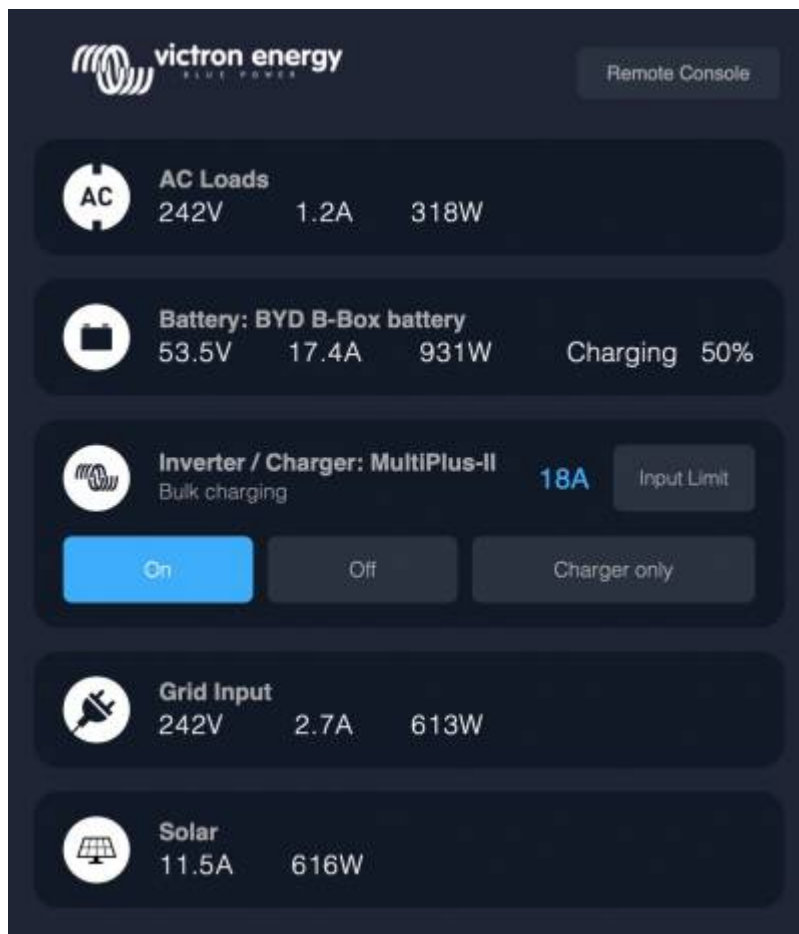 victron energy
BLUE POWER
Remote Console
AC
AC Loads
242V 1.2A 318W
Battery: BYD B-Box battery
53.5V 17.4A 931W Charging 50%
Inverter / Charger: MultiPlus-II
Bulk charging
18A
Input Limit
On Off Charger only
Grid Input
242V 2.7A 613W
Solar
11.5A 616W